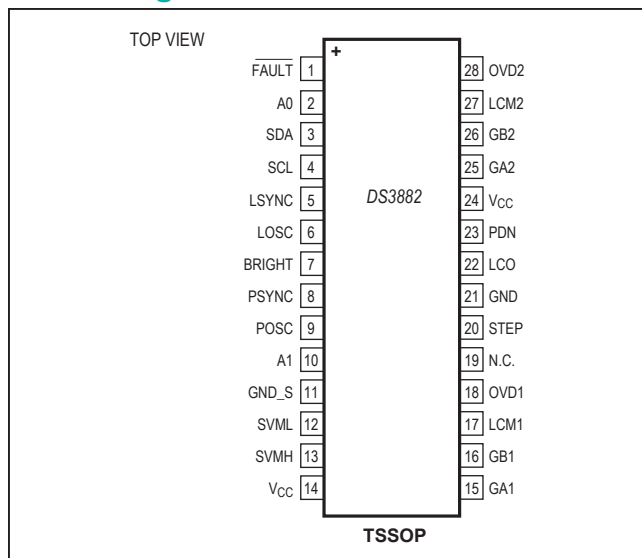 TOP VIEW
+
DS3882
FAULT 1
A0 2
SDA 3
SCL 4
LSYNC 5
LOSC 6
BRIGHT 7
PSYNC 8
POSC 9
A1 10
GND_S 11
SVML 12
SVMH 13
VCC 14
28 OVD2
27 LCM2
26 GB2
25 GA2
24 VCC
23 PDN
22 LCO
21 GND
20 STEP
19 N.C.
18 OVD1
17 LCM1
16 GB1
15 GA1
TSSOP